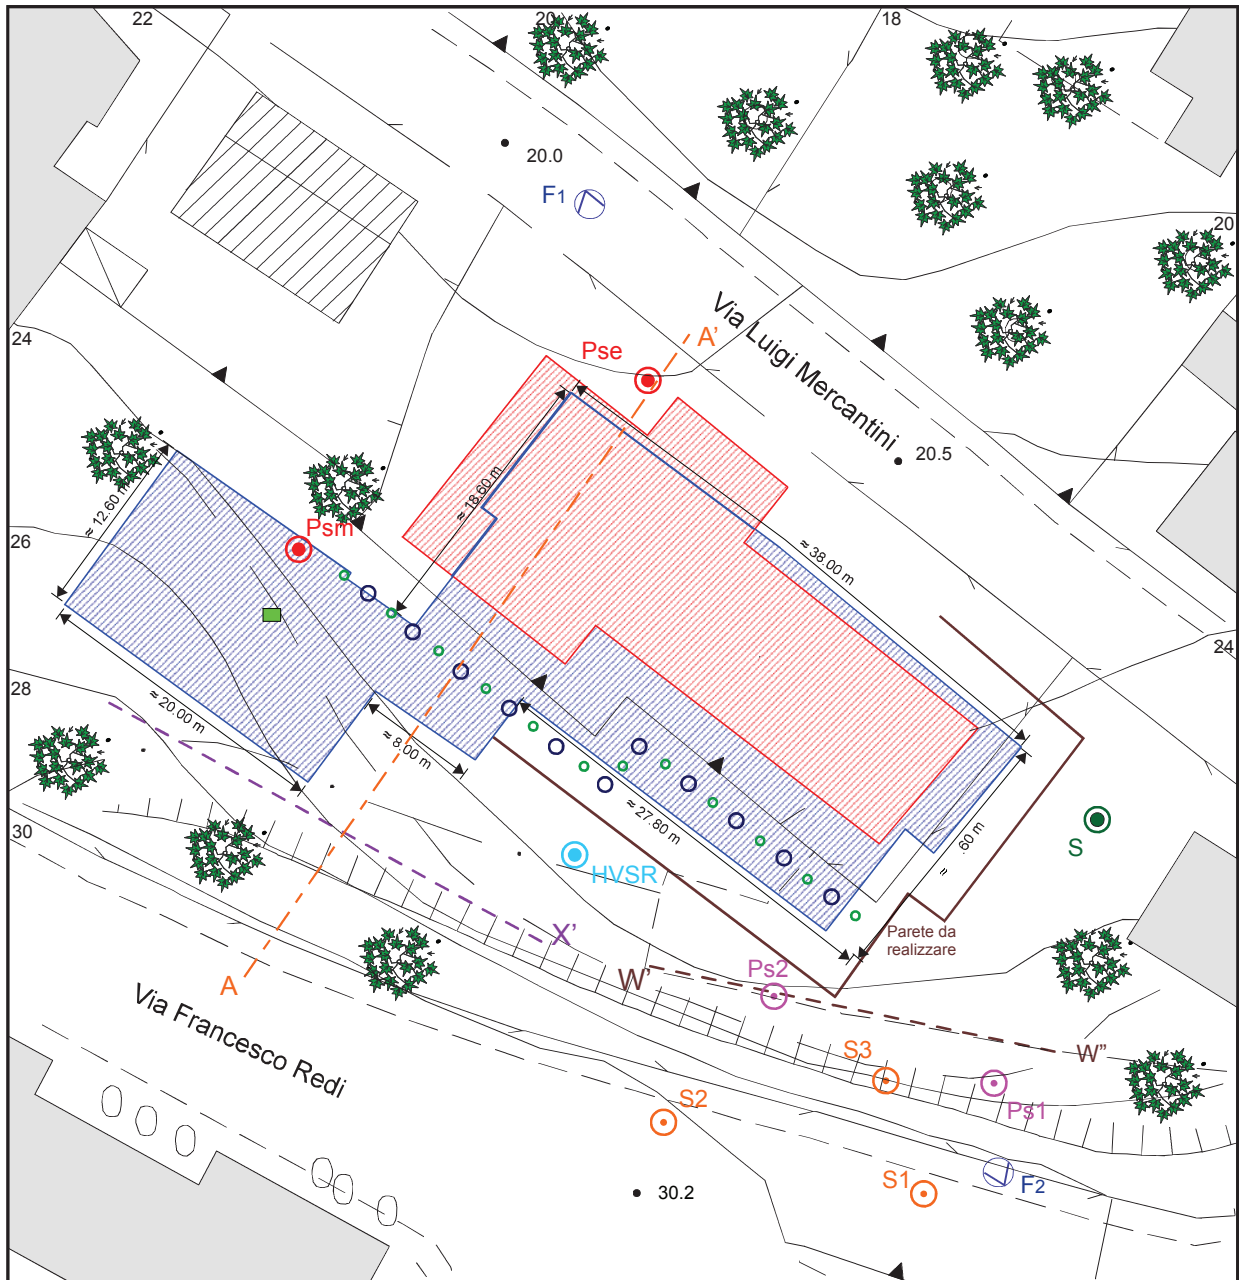 22
20
18
20.0
F1
20
Via Luigi Mercantini
24
A'
Pse
20.5
≈ 18.60 m
≈ 12.60 m
Psm
26
≈ 38.00 m
24
28
≈ 20.00 m
≈ 8.00 m
≈ 27.80 m
≈ .60 m
30
S
HVSR
X'
Parete da
realizzare
W'
Ps2
A
Via Francesco Redi
S3
W"
S2
Ps1
S1
F2
30.2